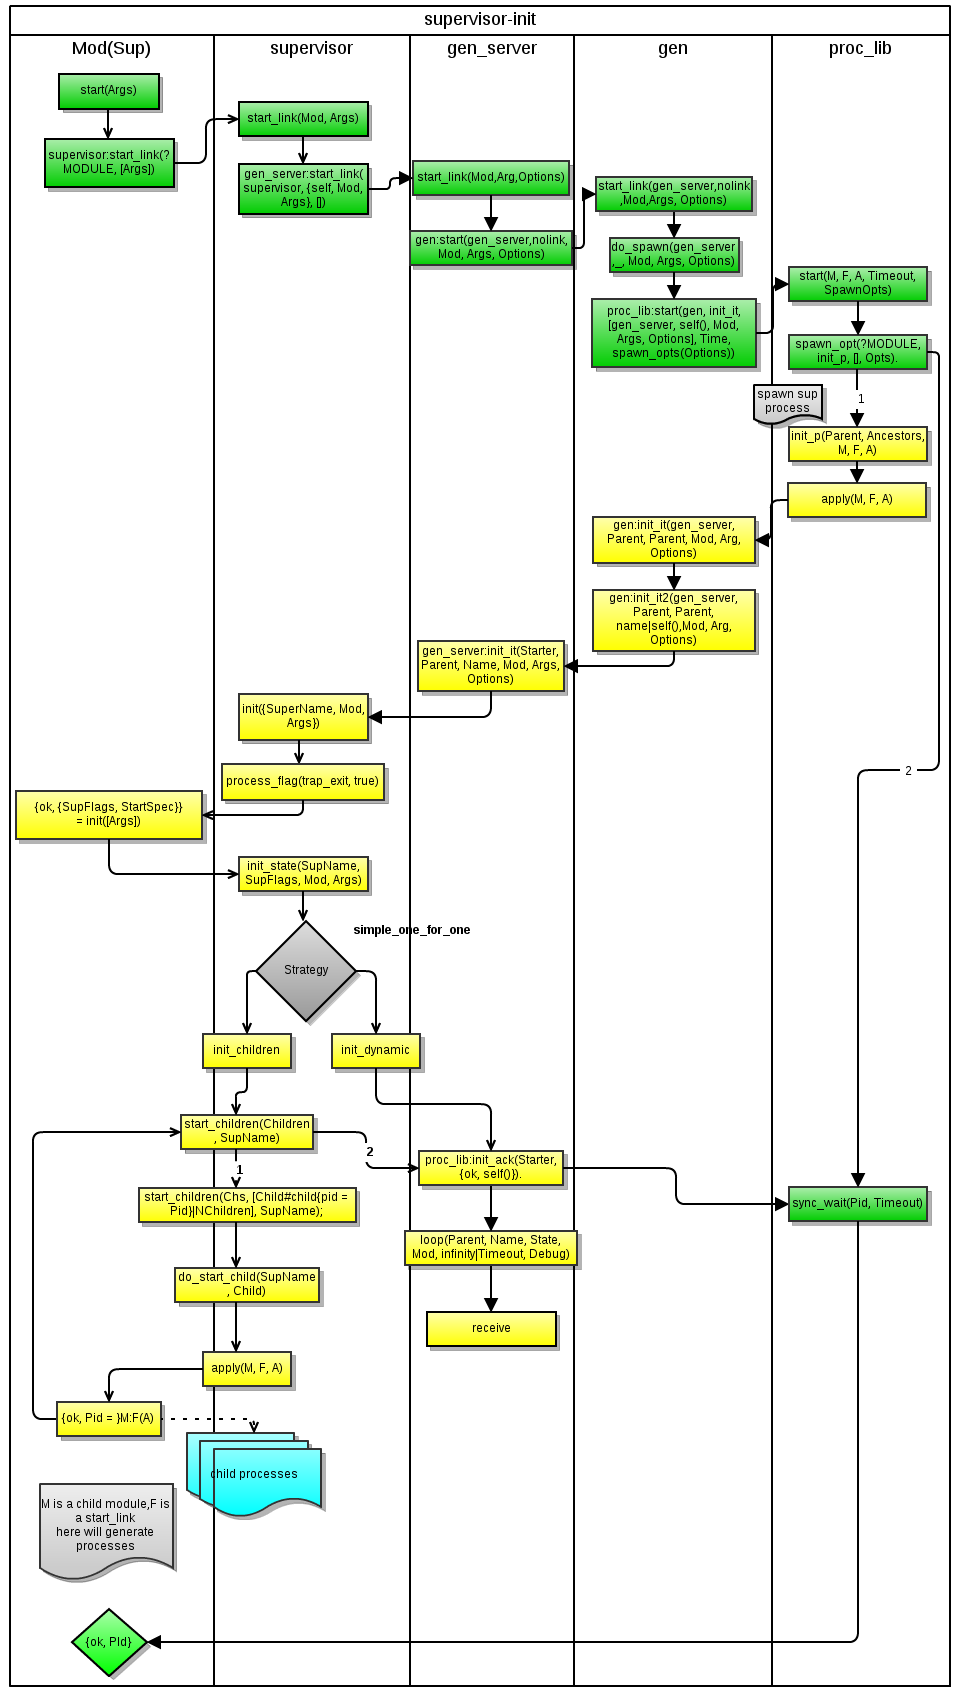 supervisor-init
Mod(Sup)
supervisor
gen_server
gen
proc_lib
start(Args)
supervisor:start_link(?
MODULE, [Args])
start_link(Mod, Args)
gen_server:start_link(
supervisor, {self, Mod,
Args}, [])
start_link(Mod,Arg,Options)
gen:start(gen_server,nolink,
Mod, Args, Options)
start_link(gen_server,nolink
,Mod,Args, Options)
do_spawn(gen_server
,_, Mod, Args, Options)
proc_lib:start(gen, init_it,
[gen_server, self(), Mod,
Args, Options], Time,
spawn_opts(Options))
start(M, F, A, Timeout,
SpawnOpts)
spawn_opt(?MODULE,
init_p, [], Opts).
1
spawn sup
process
init_p(Parent, Ancestors,
M, F, A)
apply(M, F, A)
gen:init_it(gen_server,
Parent, Parent, Mod, Arg,
Options)
gen:init_it2(gen_server,
Parent, Parent,
name|self(),Mod, Arg,
Options)
gen_server:init_it(Starter,
Parent, Name, Mod, Args,
Options)
init({SuperName, Mod,
Args})
process_flag(trap_exit, true)
2
{ok, {SupFlags, StartSpec}}
= init([Args])
init_state(SupName,
SupFlags, Mod, Args)
simple_one_for_one
Strategy
init_children
init_dynamic
start_children(Children
, SupName)
2
1
proc_lib:init_ack(Starter,
{ok, self()}).
start_children(Chs, [Child#child{pid =
Pid}|NChildren], SupName);
sync_wait(Pid, Timeout)
loop(Parent, Name, State,
Mod, infinity|Timeout, Debug)
do_start_child(SupName
, Child)
receive
apply(M, F, A)
{ok, Pid = }M:F(A)
child processes
M is a child module,F is
a start_link
here will generate
processes
{ok, PId}